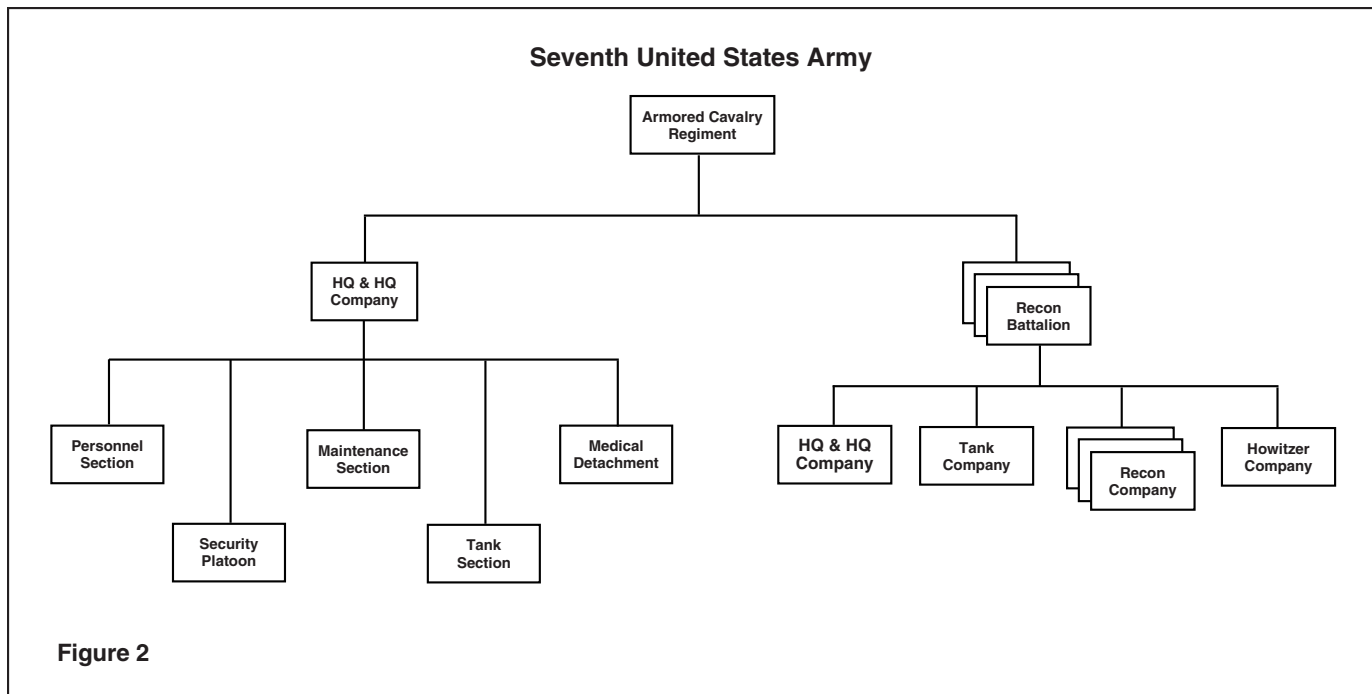 Seventh United States Army
Armored Cavalry
Regiment
HQ & HQ
Company
Recon
Battalion
Personnel
Section
Maintenance
Section
Medical
Detachment
Security
Platoon
Tank
Section
HQ & HQ
Company
Tank
Company
Recon
Company
Howitzer
Company
Figure 2